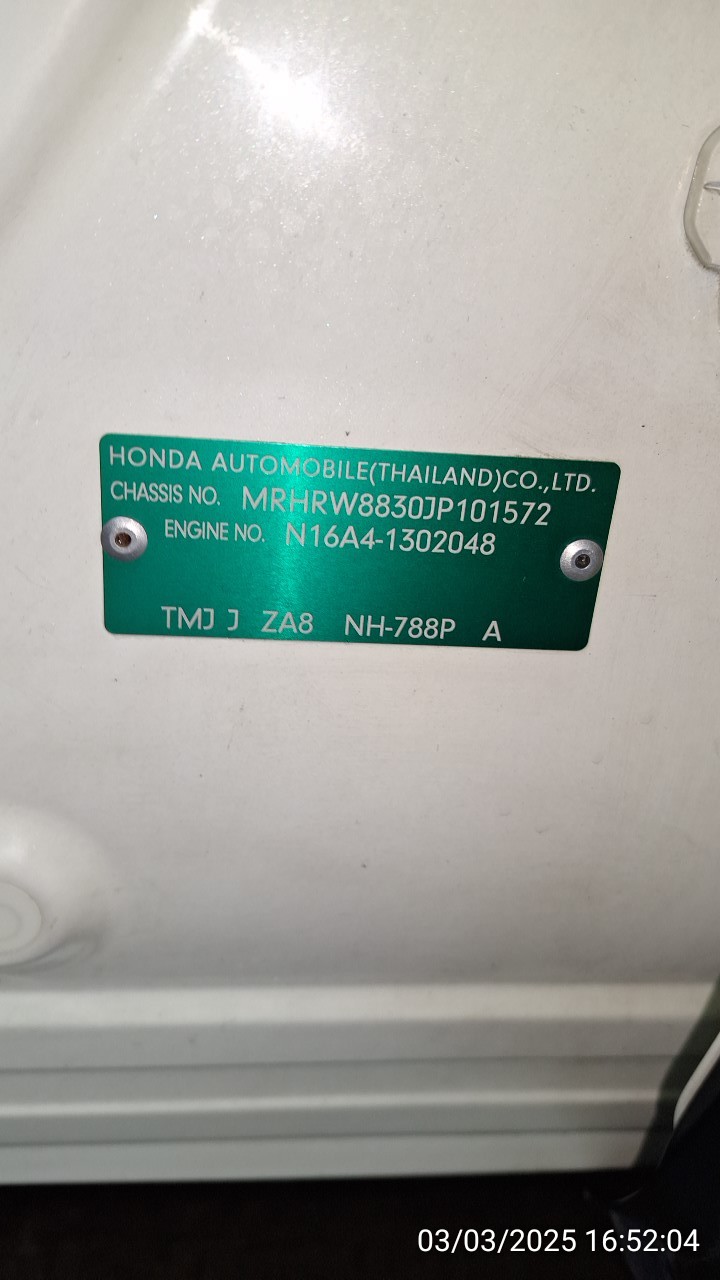 HONDA AUTOMOBILE(THAILAND)CO.,LTD.
CHASSIS NO. MRHRW8830JP101572
ENGINE NO. N16A4-1302048
TMJ J ZA8 NH-788P A
03/03/2025 16:52:04